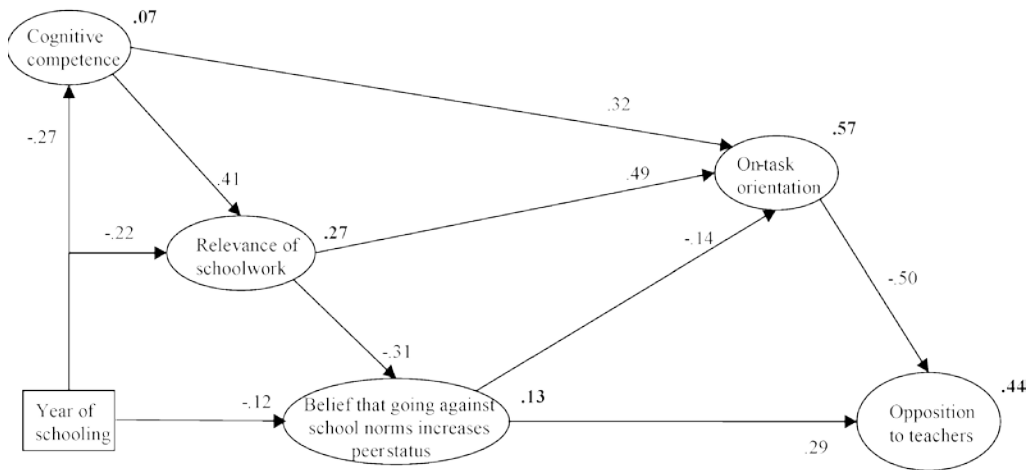 Cognitive
competence
.07
-.27
.32
.57
On-task
orientation
.41
.49
-.22
Relevance of
schoolwork
.27
-.14
-.50
-.31
Year of
schooling
-.12
Belief that going against
school norms increases
peer status
.13
.29
Opposition
to teachers
.44